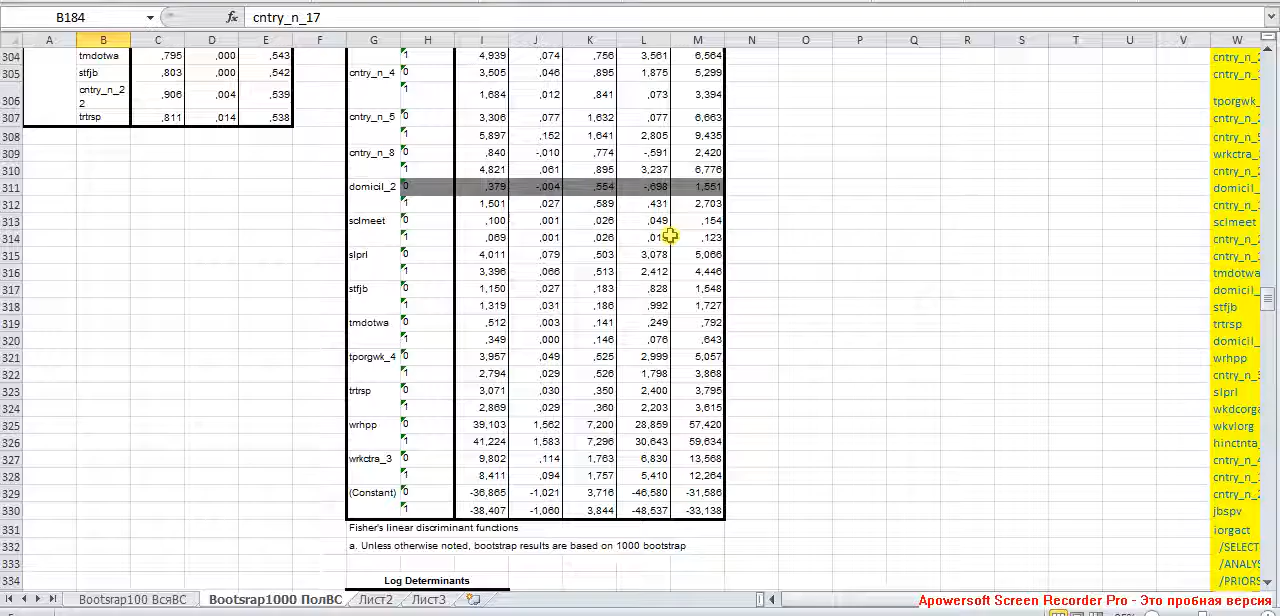 B184 fx cntry_n_17
A B C D E F G H I J K L M N O P Q R S T U V W
304 tmdotwa ,795 ,000 ,543 1 4,939 ,074 ,756 3,561 6,564 cntry_n_2
305 stfjb ,803 ,000 ,542 cntry_n_4 0 3,505 ,046 ,895 1,875 5,299 cntry_n_
306 cntry_n_2 ,906 ,004 ,539 1 1,684 ,012 ,841 ,073 3,394 tporgwk_
2
307 trtrsp ,811 ,014 ,538 cntry_n_5 0 3,306 ,077 1,632 ,077 6,663 cntry_n_2
308 1 5,897 ,152 1,641 2,805 9,435 cntry_n_5
309 cntry_n_8 0 ,840 -,010 ,774 -,591 2,420 wrkctra_
310 1 4,821 ,061 ,895 3,237 6,776 cntry_n_2
311 domicil_2 0 ,379 -,004 ,554 -,698 1,551 domicil_
312 1 1,501 ,027 ,589 ,431 2,703 cntry_n_
313 sclmeet 0 ,100 ,001 ,026 ,049 ,154 sclmeet
314 1 ,069 ,001 ,026 ,123 cntry_n_2
315 slprl 0 4,011 ,079 ,503 3,078 5,066 cntry_n_
316 1 3,396 ,066 ,513 2,412 4,446 tmdotwa
317 stfjb 0 1,150 ,027 ,183 ,828 1,548 domicil_
318 1 1,319 ,031 ,186 ,992 1,727 stfjb
319 tmdotwa 0 ,512 ,003 ,141 ,249 ,792 trtrsp
320 1 ,349 ,000 ,146 ,076 ,643 domicil_
321 tporgwk_4 0 3,957 ,049 ,525 2,999 5,057 wrhpp
322 1 2,794 ,029 ,526 1,798 3,868 cntry_n_
323 trtrsp 0 3,071 ,030 ,350 2,400 3,795 slprl
324 1 2,869 ,029 ,360 2,203 3,615 wkdcorga
325 wrhpp 0 39,103 1,562 7,200 28,859 57,420 wkvlorg
326 1 41,224 1,583 7,296 30,643 59,634 hinctnta
327 wrkctra_3 0 9,802 ,114 1,763 6,830 13,568 cntry_n_4
328 1 8,411 ,094 1,757 5,410 12,264 cntry_n_
329 (Constant) 0 -36,865 -1,021 3,716 -46,580 -31,586 cntry_n_2
330 1 -38,407 -1,060 3,844 -48,537 -33,138 jbspv
331 Fisher's linear discriminant functions iorgact
332 a. Unless otherwise noted, bootstrap results are based on 1000 bootstrap /SELECT
333 /ANALYS
334 Log Determinants /PRIORS
Bootsrap100 ВсяВС Bootsrap1000 ПолВС Лист2 Лист3
Apowersoft Screen Recorder Pro - Это пробная версия